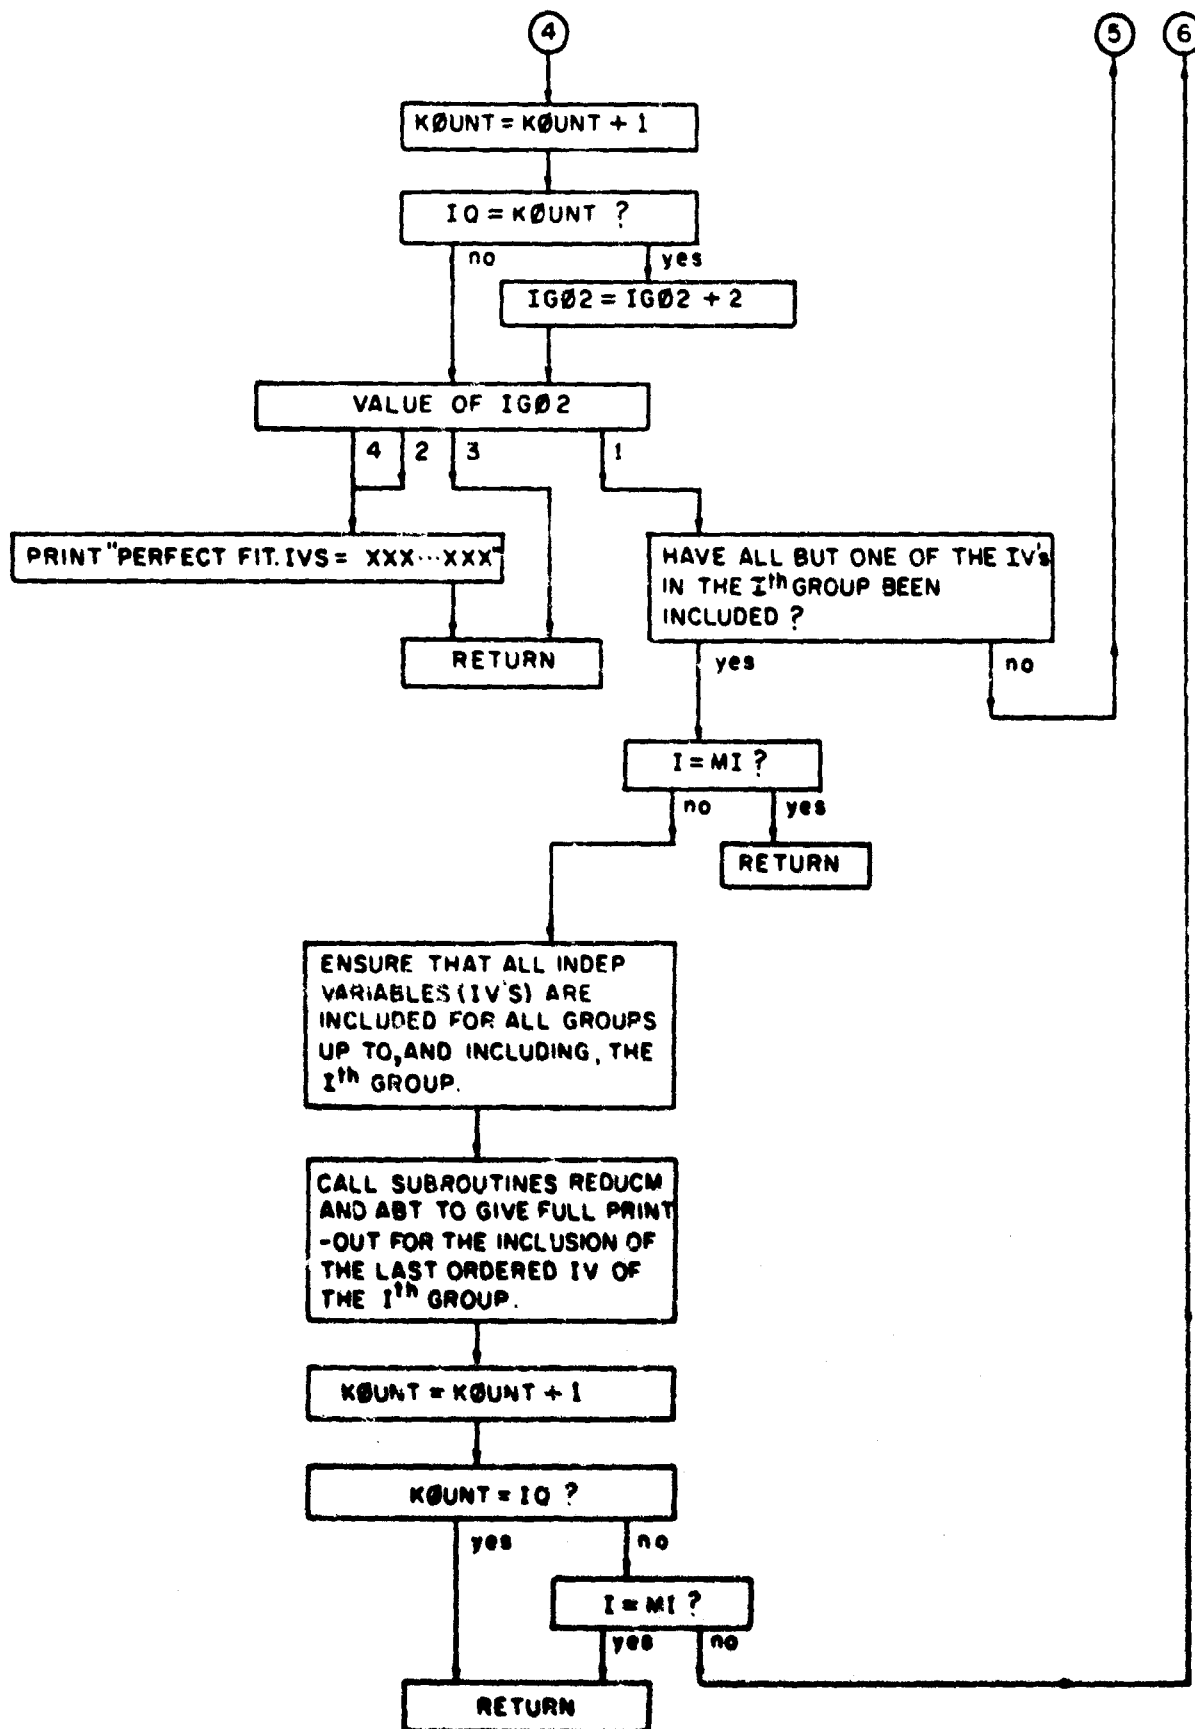 4
5
6
KØUNT = KØUNT + 1
IQ = KØUNT ?
no
yes
IGØ2 = IGØ2 + 2
VALUE OF IGØ2
4
2
3
1
PRINT "PERFECT FIT. IVS = XXX···XXX"
HAVE ALL BUT ONE OF THE IV's
IN THE Ith GROUP BEEN
INCLUDED ?
RETURN
yes
no
I = MI ?
no
yes
RETURN
ENSURE THAT ALL INDEP
VARIABLES (IV'S) ARE
INCLUDED FOR ALL GROUPS
UP TO, AND INCLUDING, THE
Ith GROUP.
CALL SUBROUTINES REDUCM
AND ABT TO GIVE FULL PRINT
-OUT FOR THE INCLUSION OF
THE LAST ORDERED IV OF
THE Ith GROUP.
KØUNT = KØUNT + 1
KØUNT = IQ ?
yes
no
I = MI ?
yes
no
RETURN